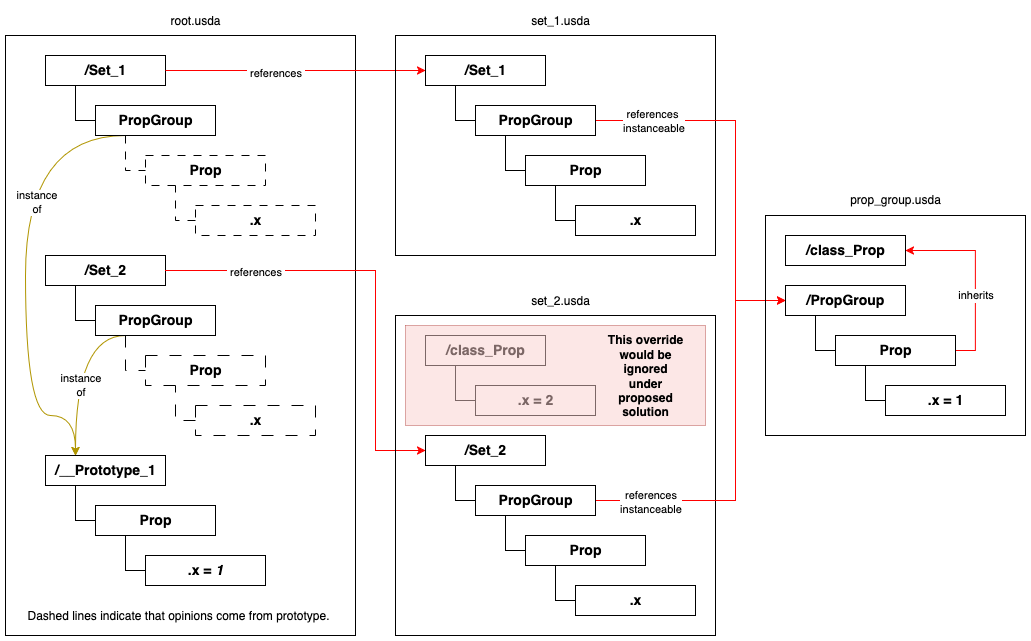 root.usda
/Set_1
PropGroup
Prop
.x
instance
of
/Set_2
PropGroup
Prop
.x
instance
of
/__Prototype_1
Prop
.x = 1
Dashed lines indicate that opinions come from prototype.
references
references
set_1.usda
/Set_1
PropGroup
references
instanceable
Prop
.x
set_2.usda
/class_Prop
.x = 2
This override
would be
ignored
under
proposed
solution
/Set_2
PropGroup
references
instanceable
Prop
.x
prop_group.usda
/class_Prop
/PropGroup
inherits
Prop
.x = 1